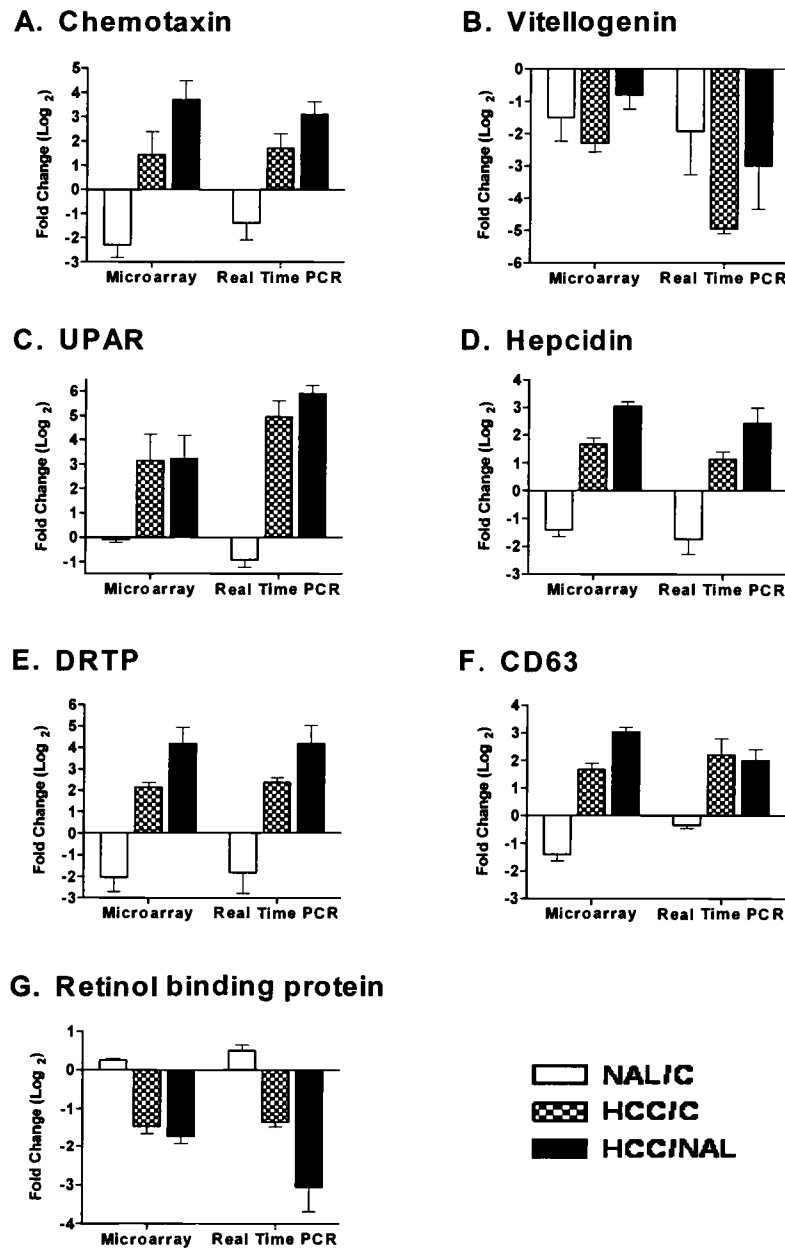 A. Chemotaxin
Fold Change (Log 2)
5
4
3
2
1
0
-1
-2
-3
Microarray Real Time PCR
B. Vitellogenin
Fold Change (Log 2)
0
-1
-2
-3
-4
-5
-6
Microarray Real Time PCR
C. UPAR
Fold Change (Log 2)
6
5
4
3
2
1
0
-1
Microarray Real Time PCR
D. Hepcidin
Fold Change (Log 2)
4
3
2
1
0
-1
-2
-3
Microarray Real Time PCR
E. DRTP
Fold Change (Log 2)
6
5
4
3
2
1
0
-1
-2
-3
Microarray Real Time PCR
F. CD63
Fold Change (Log 2)
4
3
2
1
0
-1
-2
-3
Microarray Real Time PCR
G. Retinol binding protein
Fold Change (Log 2)
1
0
-1
-2
-3
-4
Microarray Real Time PCR
NAL/C
HCC/C
HCC/NAL